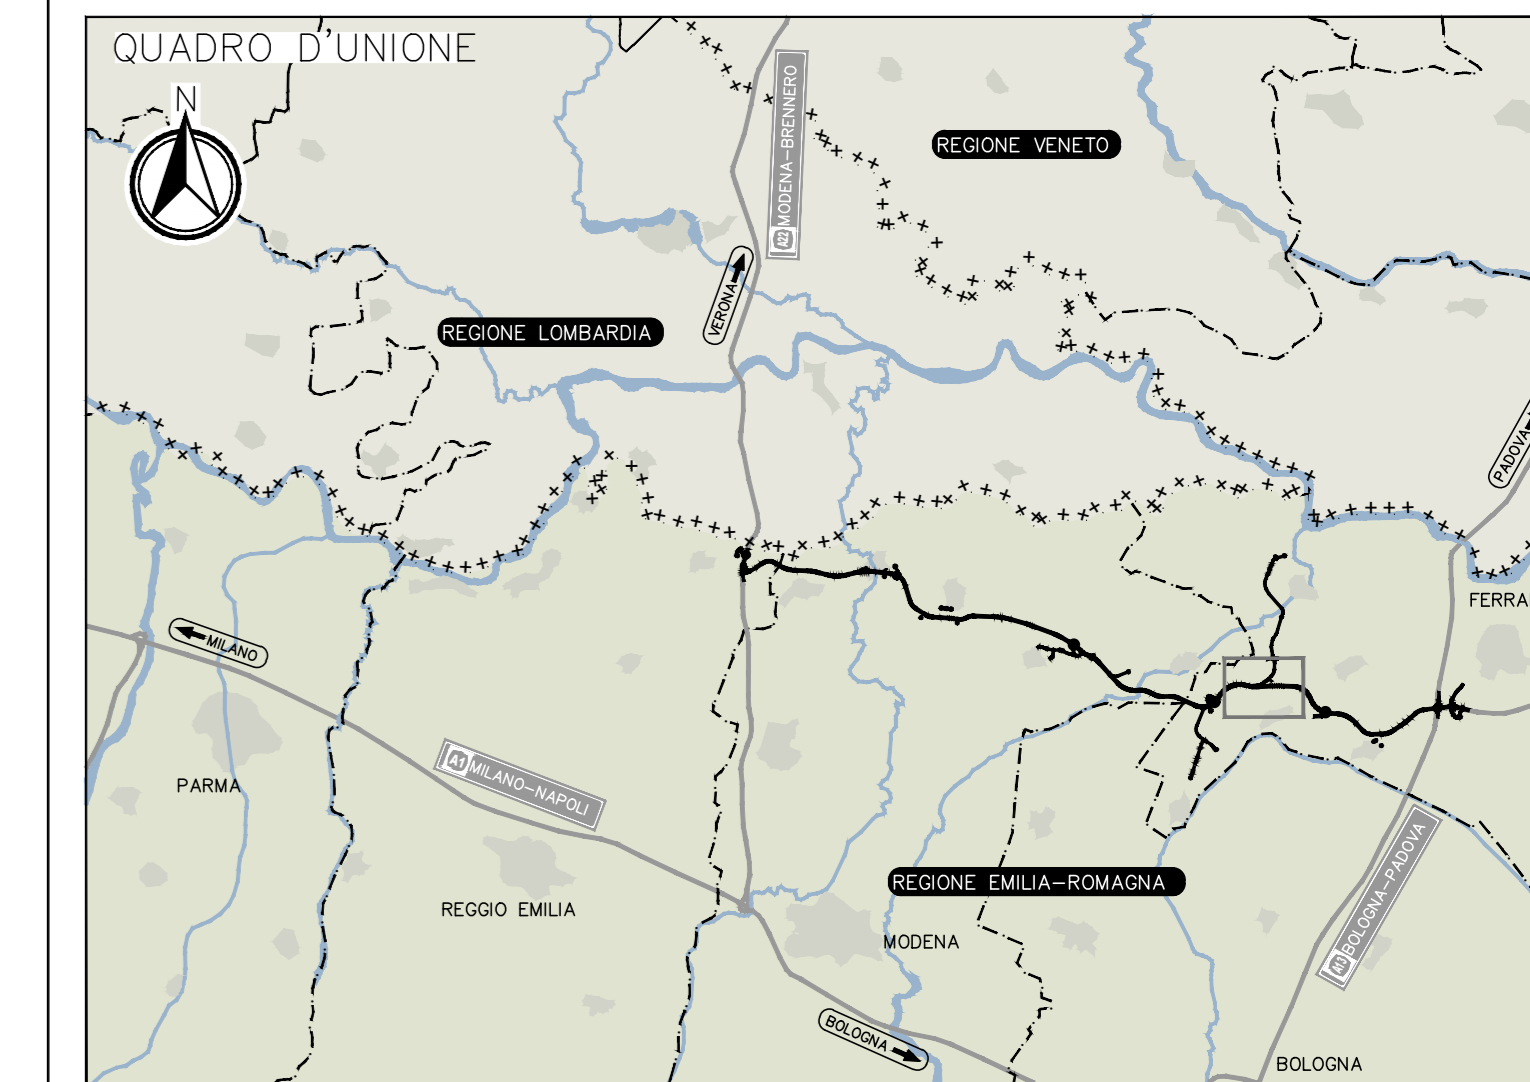 QUADRO D'UNIONE
N
A22 MODENA-BRENNERO
REGIONE VENETO
VERONA
REGIONE LOMBARDIA
PADOVA
FERRA
MILANO
A1 MILANO-NAPOLI
PARMA
REGGIO EMILIA
REGIONE EMILIA-ROMAGNA
MODENA
A13 BOLOGNA-PADOVA
BOLOGNA
BOLOGNA